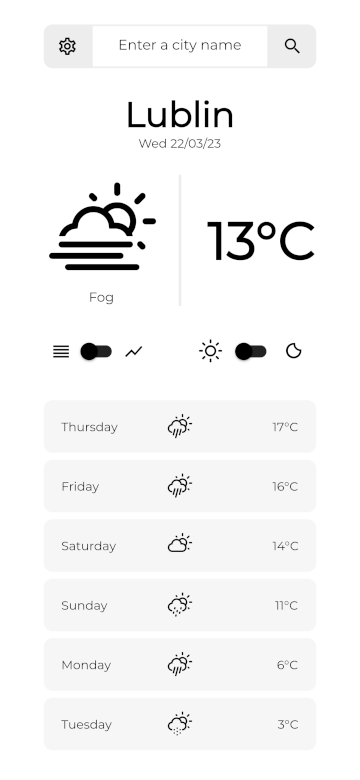 Enter a city name
Lublin
Wed 22/03/23
13°C
Fog
Thursday 17°C
Friday 16°C
Saturday 14°C
Sunday 11°C
Monday 6°C
Tuesday 3°C